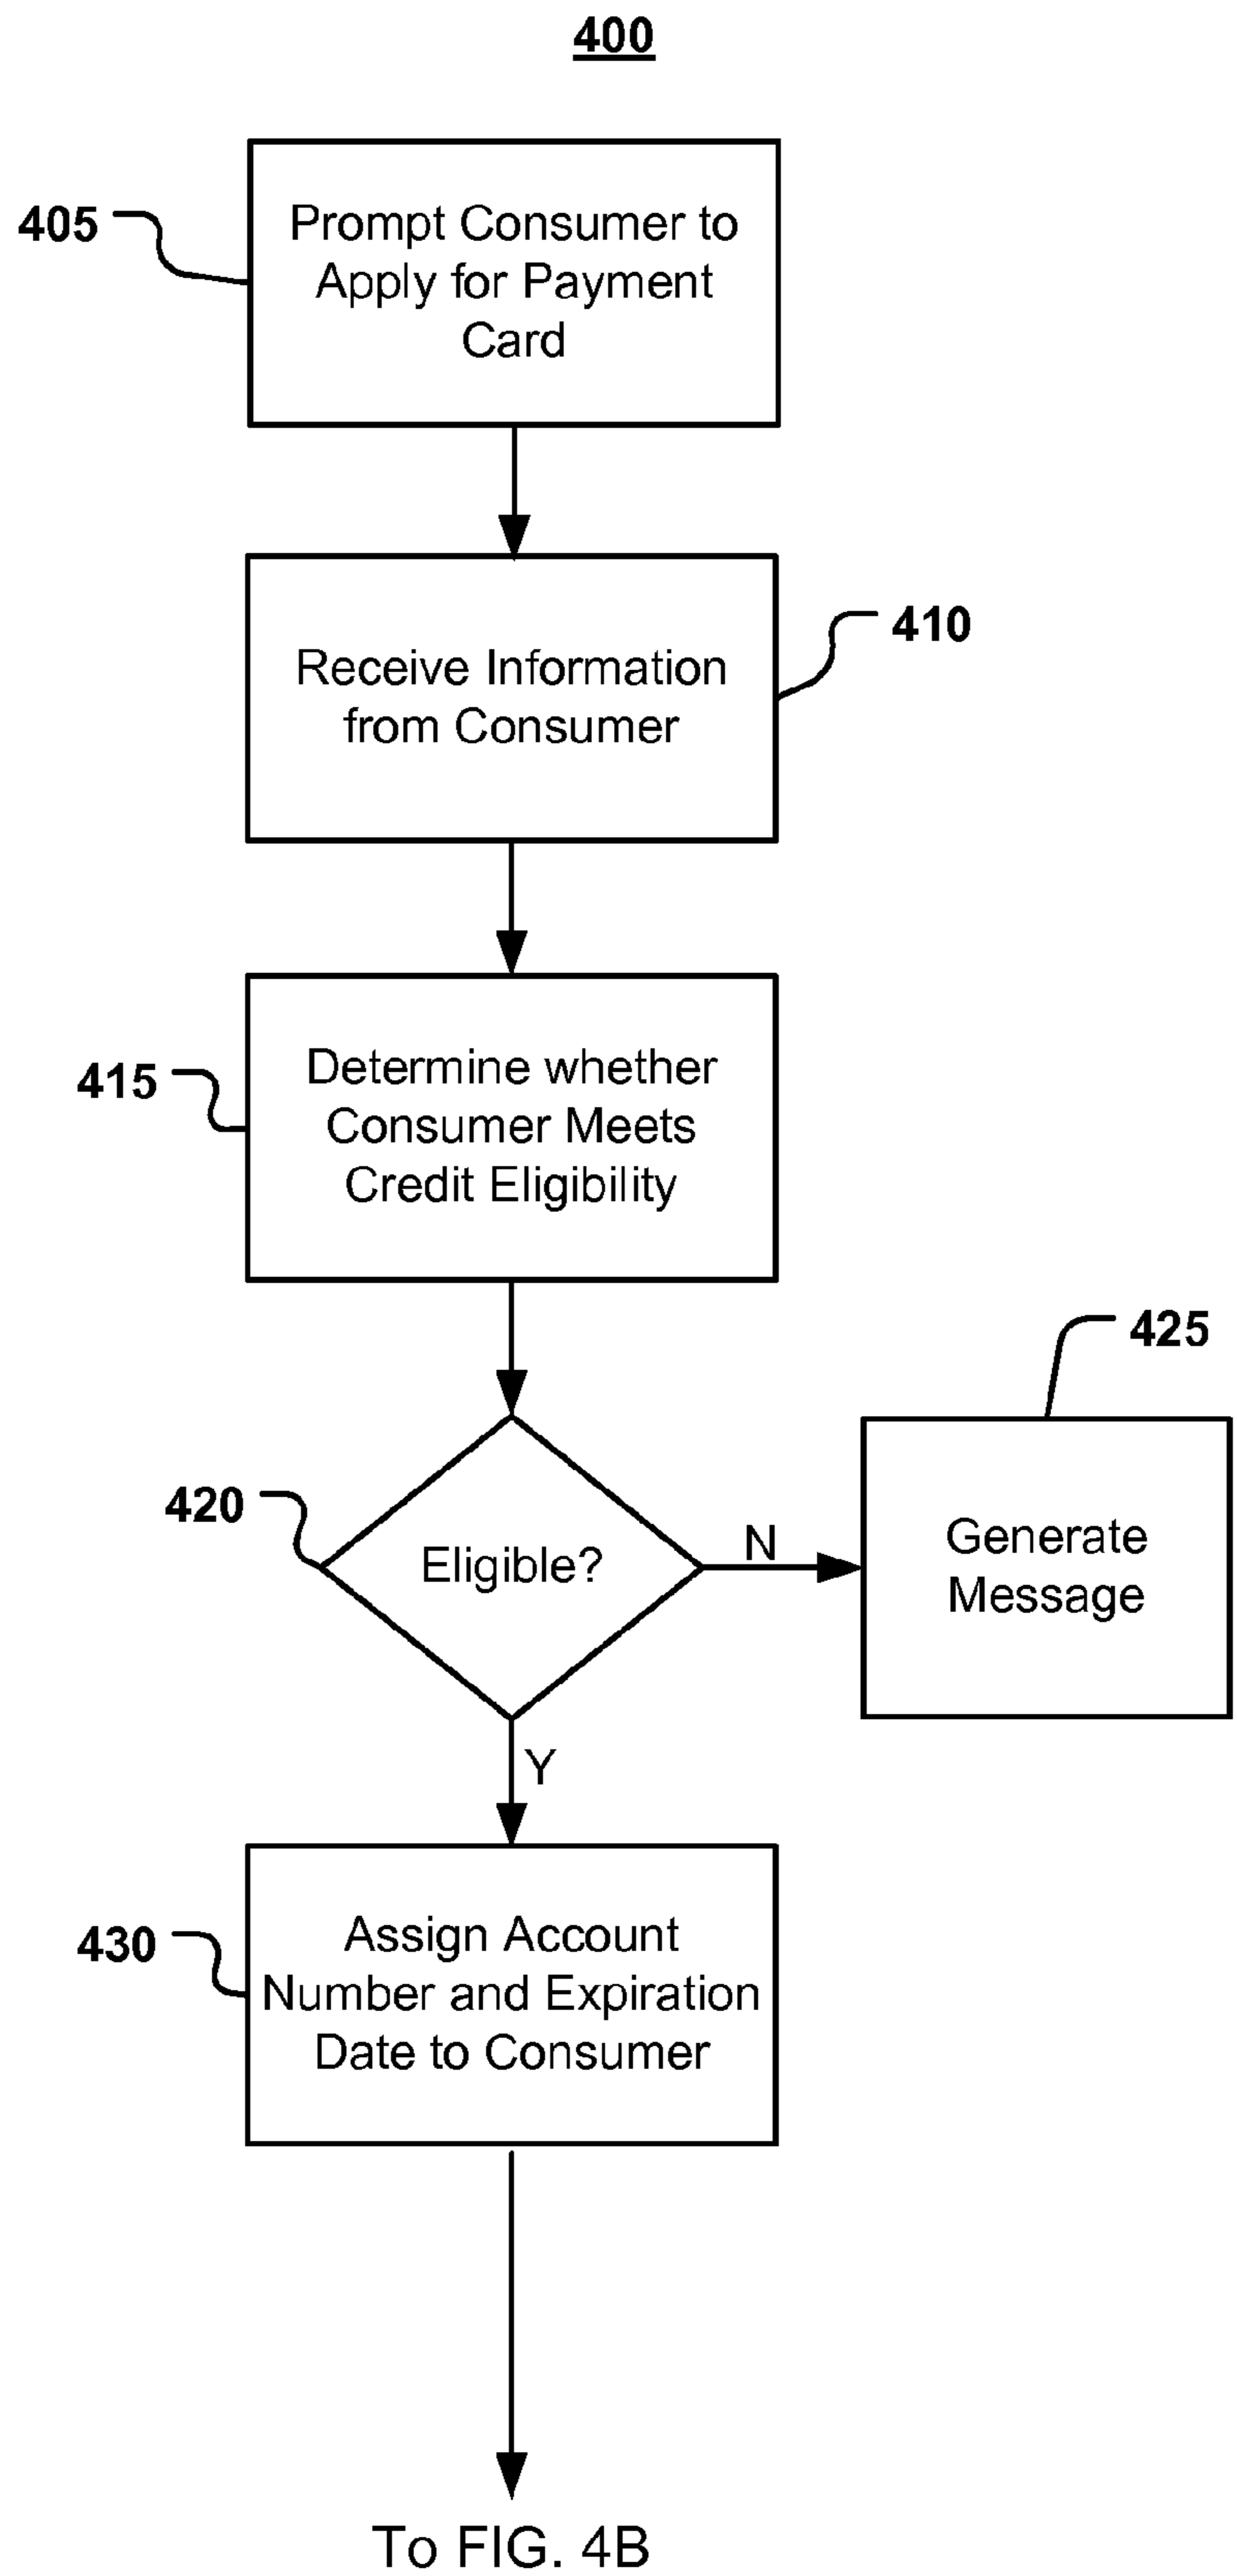 400
405
Prompt Consumer to
Apply for Payment
Card
410
Receive Information
from Consumer
415
Determine whether
Consumer Meets
Credit Eligibility
425
420
Eligible?
N
Generate
Message
Y
430
Assign Account
Number and Expiration
Date to Consumer
To FIG. 4B